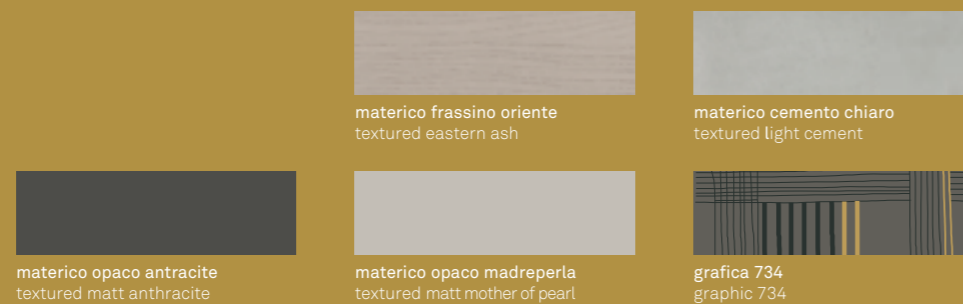 materico frassino oriente
textured eastern ash
materico cemento chiaro
textured light cement
materico opaco antracite
textured matt anthracite
materico opaco madreperla
textured matt mother of pearl
grafica 734
graphic 734